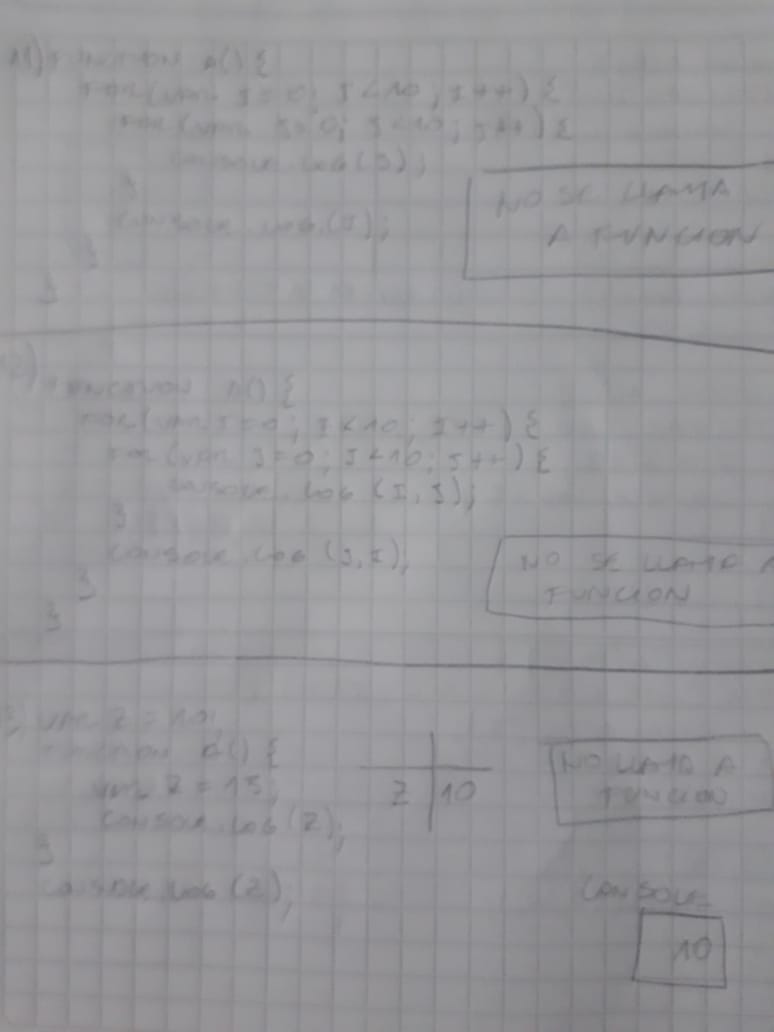 function A() {
for(var I=0; I<10; I++) {
for(var J=0; J<10; J++) {
console.log(J);
}
console.log(I);
}
}
NO SE LLAMA
A FUNCION
2)
function A() {
for(var I=0; I<10; I++) {
for(var J=0; J<10; J++) {
console.log(I,J);
}
console.log(J,I);
}
}
NO SE LLAMA A
FUNCION
var Z = 10;
function A() {
var Z = 15;
console.log(Z);
}
console.log(Z);
Z 10
NO LLAMA A
FUNCION
CONSOLE
10